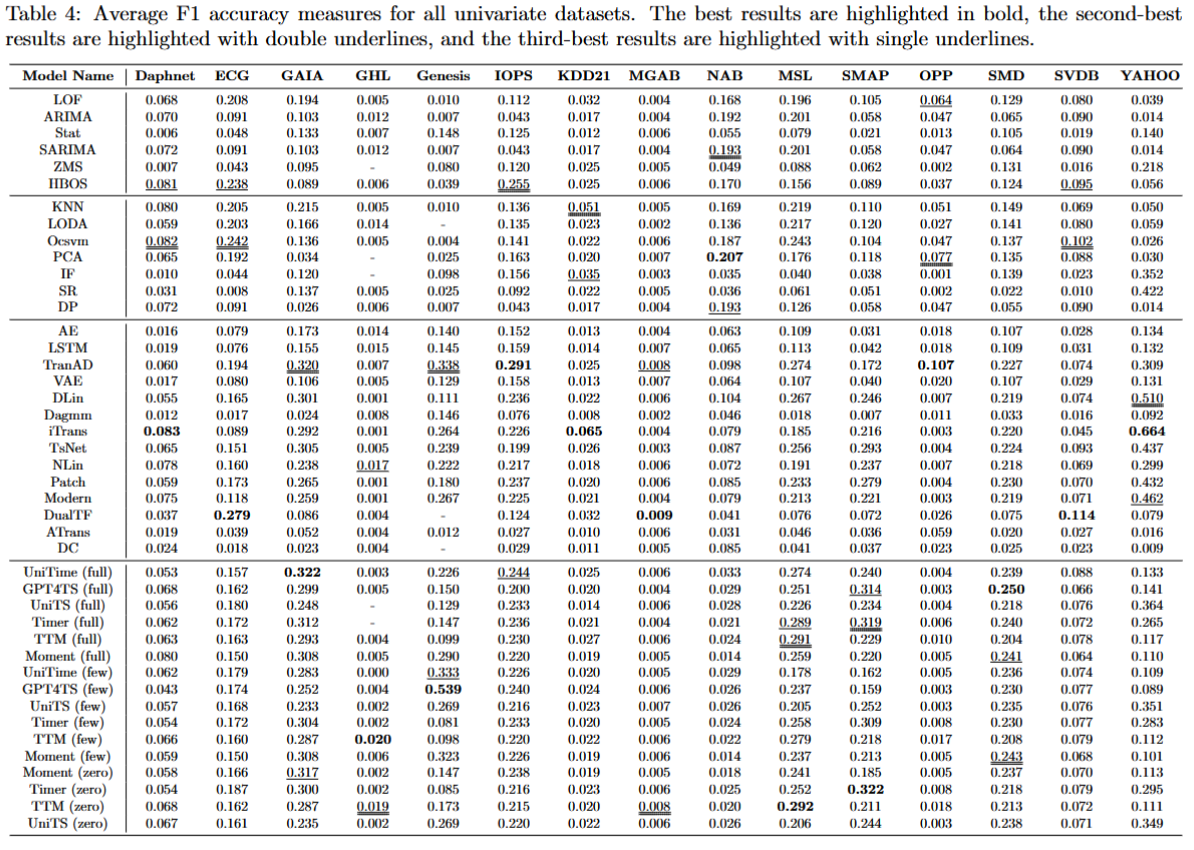 Table 4: Average F1 accuracy measures for all univariate datasets. The best results are highlighted in bold, the second-best
results are highlighted with double underlines, and the third-best results are highlighted with single underlines.
Model Name Daphnet ECG GAIA GHL Genesis IOPS KDD21 MGAB NAB MSL SMAP OPP SMD SVDB YAHOO
LOF 0.068 0.208 0.194 0.005 0.010 0.112 0.032 0.004 0.168 0.196 0.105 0.064 0.129 0.080 0.039
ARIMA 0.070 0.091 0.103 0.012 0.007 0.043 0.017 0.004 0.192 0.201 0.058 0.047 0.065 0.090 0.014
Stat 0.006 0.048 0.133 0.007 0.148 0.125 0.012 0.006 0.055 0.079 0.021 0.013 0.105 0.019 0.140
SARIMA 0.072 0.091 0.103 0.012 0.007 0.043 0.017 0.004 0.193 0.201 0.058 0.047 0.064 0.090 0.014
ZMS 0.007 0.043 0.095 - 0.080 0.120 0.025 0.005 0.049 0.088 0.062 0.002 0.131 0.016 0.218
HBOS 0.081 0.238 0.089 0.006 0.039 0.255 0.025 0.006 0.170 0.156 0.089 0.037 0.124 0.095 0.056
KNN 0.080 0.205 0.215 0.005 0.010 0.136 0.051 0.005 0.169 0.219 0.110 0.051 0.149 0.069 0.050
LODA 0.059 0.203 0.166 0.014 - 0.135 0.023 0.002 0.136 0.217 0.120 0.027 0.141 0.080 0.059
Ocsvm 0.082 0.242 0.136 0.005 0.004 0.141 0.022 0.006 0.187 0.243 0.104 0.047 0.137 0.102 0.026
PCA 0.065 0.192 0.034 - 0.025 0.163 0.020 0.007 0.207 0.176 0.118 0.077 0.135 0.088 0.030
IF 0.010 0.044 0.120 - 0.098 0.156 0.035 0.003 0.035 0.040 0.038 0.001 0.139 0.023 0.352
SR 0.031 0.008 0.137 0.005 0.025 0.092 0.022 0.005 0.036 0.061 0.051 0.002 0.022 0.010 0.422
DP 0.072 0.091 0.026 0.006 0.007 0.043 0.017 0.004 0.193 0.126 0.058 0.047 0.055 0.090 0.014
AE 0.016 0.079 0.173 0.014 0.140 0.152 0.013 0.004 0.063 0.109 0.031 0.018 0.107 0.028 0.134
LSTM 0.019 0.076 0.155 0.015 0.145 0.159 0.014 0.007 0.065 0.113 0.042 0.018 0.109 0.031 0.132
TranAD 0.060 0.194 0.320 0.007 0.338 0.291 0.025 0.008 0.098 0.274 0.172 0.107 0.227 0.074 0.309
VAE 0.017 0.080 0.106 0.005 0.129 0.158 0.013 0.007 0.064 0.107 0.040 0.020 0.107 0.029 0.131
DLin 0.055 0.165 0.301 0.001 0.111 0.236 0.022 0.006 0.104 0.267 0.246 0.007 0.219 0.074 0.510
Dagmm 0.012 0.017 0.024 0.008 0.146 0.076 0.008 0.002 0.046 0.018 0.007 0.011 0.033 0.016 0.092
iTrans 0.083 0.089 0.292 0.001 0.264 0.226 0.065 0.004 0.079 0.185 0.216 0.003 0.220 0.045 0.664
TsNet 0.065 0.151 0.305 0.005 0.239 0.199 0.026 0.003 0.087 0.256 0.293 0.004 0.224 0.093 0.437
NLin 0.078 0.160 0.238 0.017 0.222 0.217 0.018 0.006 0.072 0.191 0.237 0.007 0.218 0.069 0.299
Patch 0.059 0.173 0.265 0.001 0.180 0.237 0.020 0.006 0.085 0.233 0.279 0.004 0.230 0.070 0.432
Modern 0.075 0.118 0.259 0.001 0.267 0.225 0.021 0.004 0.079 0.213 0.221 0.003 0.219 0.071 0.462
DualTF 0.037 0.279 0.086 0.004 - 0.124 0.032 0.009 0.041 0.076 0.072 0.026 0.075 0.114 0.079
ATrans 0.019 0.039 0.052 0.004 0.012 0.027 0.010 0.006 0.031 0.046 0.036 0.059 0.020 0.027 0.016
DC 0.024 0.018 0.023 0.004 - 0.029 0.011 0.005 0.085 0.041 0.037 0.023 0.025 0.023 0.009
UniTime (full) 0.053 0.157 0.322 0.003 0.226 0.244 0.025 0.006 0.033 0.274 0.240 0.004 0.239 0.088 0.133
GPT4TS (full) 0.068 0.162 0.299 0.005 0.150 0.200 0.020 0.004 0.029 0.251 0.314 0.003 0.250 0.066 0.141
UniTS (full) 0.056 0.180 0.248 - 0.129 0.233 0.014 0.006 0.028 0.226 0.234 0.004 0.218 0.076 0.364
Timer (full) 0.062 0.172 0.312 - 0.147 0.236 0.021 0.004 0.021 0.289 0.319 0.006 0.240 0.072 0.265
TTM (full) 0.063 0.163 0.293 0.004 0.099 0.230 0.027 0.006 0.024 0.291 0.229 0.010 0.204 0.078 0.117
Moment (full) 0.080 0.150 0.308 0.005 0.290 0.220 0.019 0.005 0.014 0.259 0.220 0.005 0.241 0.064 0.110
UniTime (few) 0.062 0.179 0.283 0.000 0.333 0.226 0.020 0.005 0.029 0.178 0.162 0.005 0.236 0.074 0.109
GPT4TS (few) 0.043 0.174 0.252 0.004 0.539 0.240 0.024 0.006 0.026 0.237 0.159 0.003 0.230 0.077 0.089
UniTS (few) 0.057 0.168 0.233 0.002 0.269 0.216 0.023 0.007 0.026 0.205 0.252 0.003 0.235 0.076 0.351
Timer (few) 0.054 0.172 0.304 0.002 0.081 0.233 0.020 0.005 0.024 0.258 0.309 0.008 0.230 0.077 0.283
TTM (few) 0.066 0.160 0.287 0.020 0.098 0.220 0.022 0.006 0.022 0.279 0.218 0.017 0.208 0.079 0.112
Moment (few) 0.059 0.150 0.308 0.006 0.323 0.226 0.019 0.006 0.014 0.237 0.213 0.005 0.243 0.068 0.101
Moment (zero) 0.058 0.166 0.317 0.002 0.147 0.238 0.019 0.005 0.018 0.241 0.185 0.005 0.237 0.070 0.113
Timer (zero) 0.054 0.187 0.300 0.002 0.085 0.216 0.023 0.006 0.025 0.252 0.322 0.008 0.218 0.079 0.295
TTM (zero) 0.068 0.162 0.287 0.019 0.173 0.215 0.020 0.008 0.020 0.292 0.211 0.018 0.213 0.072 0.111
UniTS (zero) 0.067 0.161 0.235 0.002 0.269 0.220 0.022 0.006 0.026 0.206 0.244 0.003 0.238 0.071 0.349